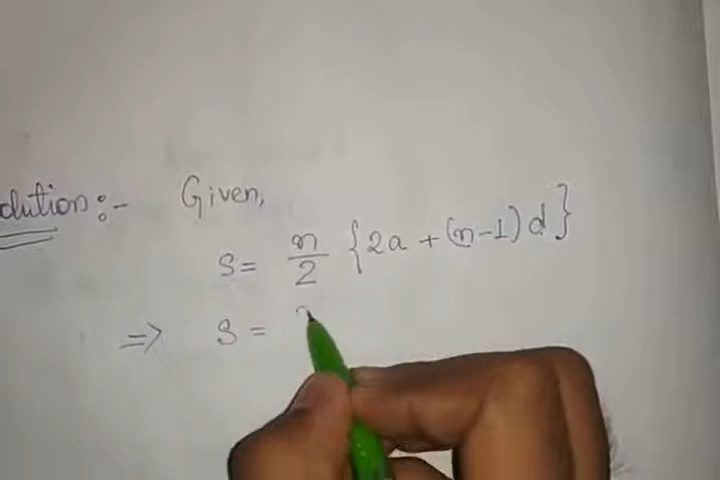 olution:- Given,
S = n/2 {2a + (n-1) d}
=> S =